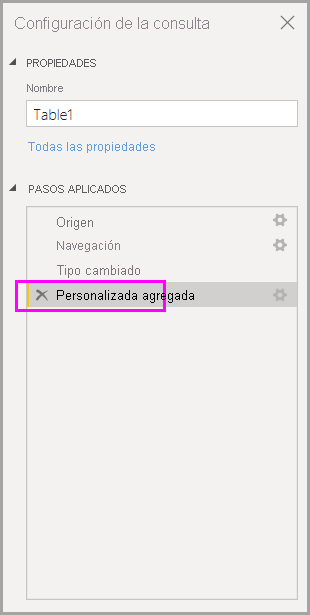 Configuración de la consulta
PROPIEDADES
Nombre
Table1
Todas las propiedades
PASOS APLICADOS
Origen
Navegación
Tipo cambiado
Personalizada agregada